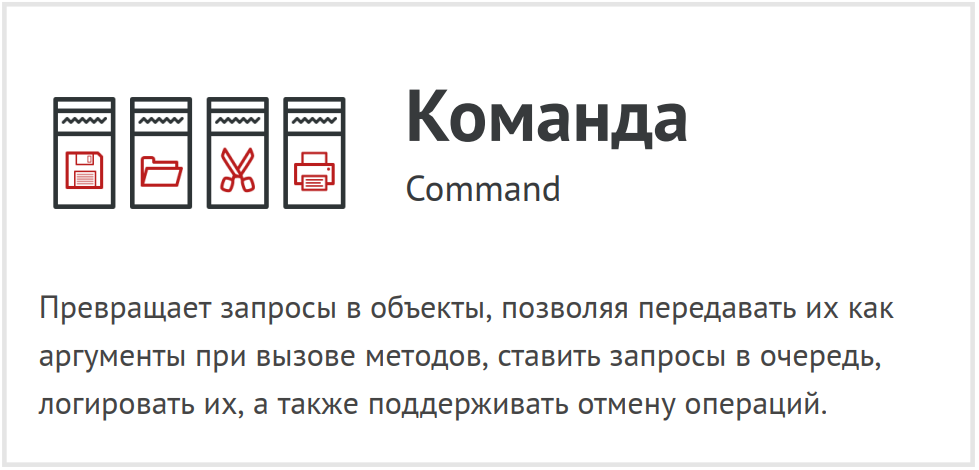 Команда
Command
Превращает запросы в объекты, позволяя передавать их как
аргументы при вызове методов, ставить запросы в очередь,
логировать их, а также поддерживать отмену операций.